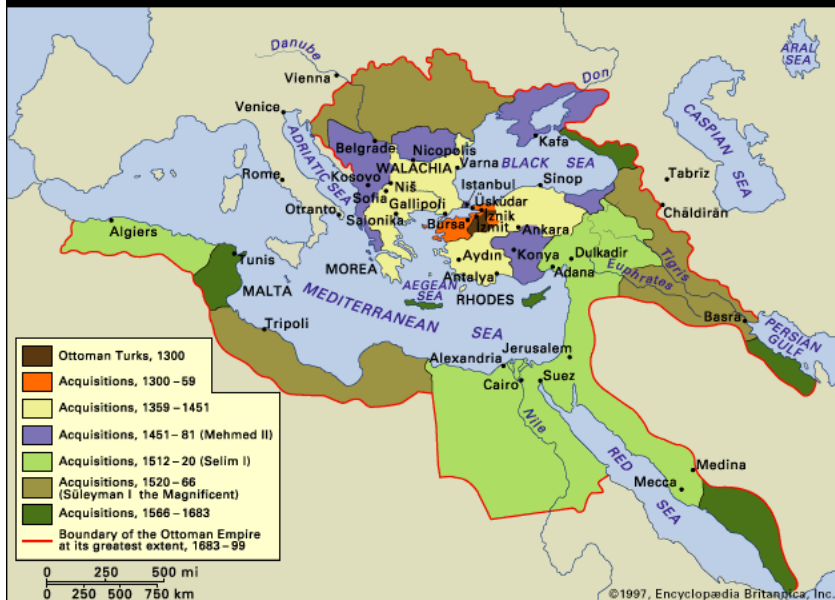 ARAL
SEA
Danube
Vienna
Don
Venice
CASPIAN
SEA
ADRIATIC SEA
Belgrade
Nicopolis
Kafa
WALACHIA
Varna
BLACK SEA
Tabrīz
Rome
Kosovo
Niš
Istanbul
Sinop
Sofia
Üsküdar
Gallipoli
Chāldirān
Otranto
Salonika
İznik
Bursa
İzmit
Ankara
Algiers
Tunis
Aydın
Konya
Dulkadir
MOREA
Antalya
Adana
Tigris
Euphrates
MALTA
AEGEAN
SEA
RHODES
MEDITERRANEAN SEA
Basra
PERSIAN
GULF
Tripoli
Alexandria
Jerusalem
Cairo
Suez
Nile
RED
SEA
Medina
Mecca
Ottoman Turks, 1300
Acquisitions, 1300–59
Acquisitions, 1359–1451
Acquisitions, 1451–81 (Mehmed II)
Acquisitions, 1512–20 (Selim I)
Acquisitions, 1520–66
(Süleyman I the Magnificent)
Acquisitions, 1566–1683
Boundary of the Ottoman Empire
at its greatest extent, 1683–99
0 250 500 mi
0 250 500 750 km
©1997, Encyclopædia Britannica, Inc.